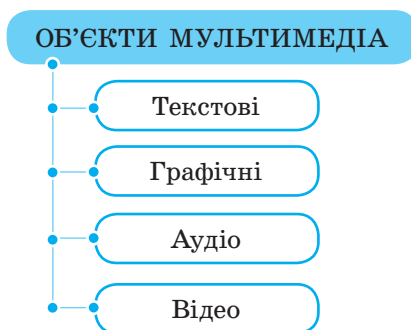 ОБ’ЄКТИ МУЛЬТИМЕДІА
Текстові
Графічні
Аудіо
Відео